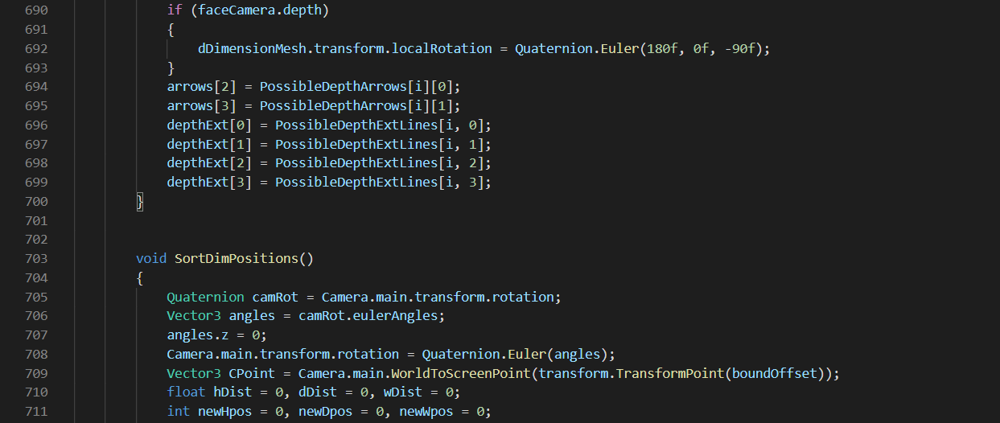 690 if (faceCamera.depth)
691 {
692 dDimensionMesh.transform.localRotation = Quaternion.Euler(180f, 0f, -90f);
693 }
694 arrows[2] = PossibleDepthArrows[i][0];
695 arrows[3] = PossibleDepthArrows[i][1];
696 depthExt[0] = PossibleDepthExtLines[i, 0];
697 depthExt[1] = PossibleDepthExtLines[i, 1];
698 depthExt[2] = PossibleDepthExtLines[i, 2];
699 depthExt[3] = PossibleDepthExtLines[i, 3];
700 }
701
702
703 void SortDimPositions()
704 {
705 Quaternion camRot = Camera.main.transform.rotation;
706 Vector3 angles = camRot.eulerAngles;
707 angles.z = 0;
708 Camera.main.transform.rotation = Quaternion.Euler(angles);
709 Vector3 CPoint = Camera.main.WorldToScreenPoint(transform.TransformPoint(boundOffset));
710 float hDist = 0, dDist = 0, wDist = 0;
711 int newHpos = 0, newDpos = 0, newWpos = 0;